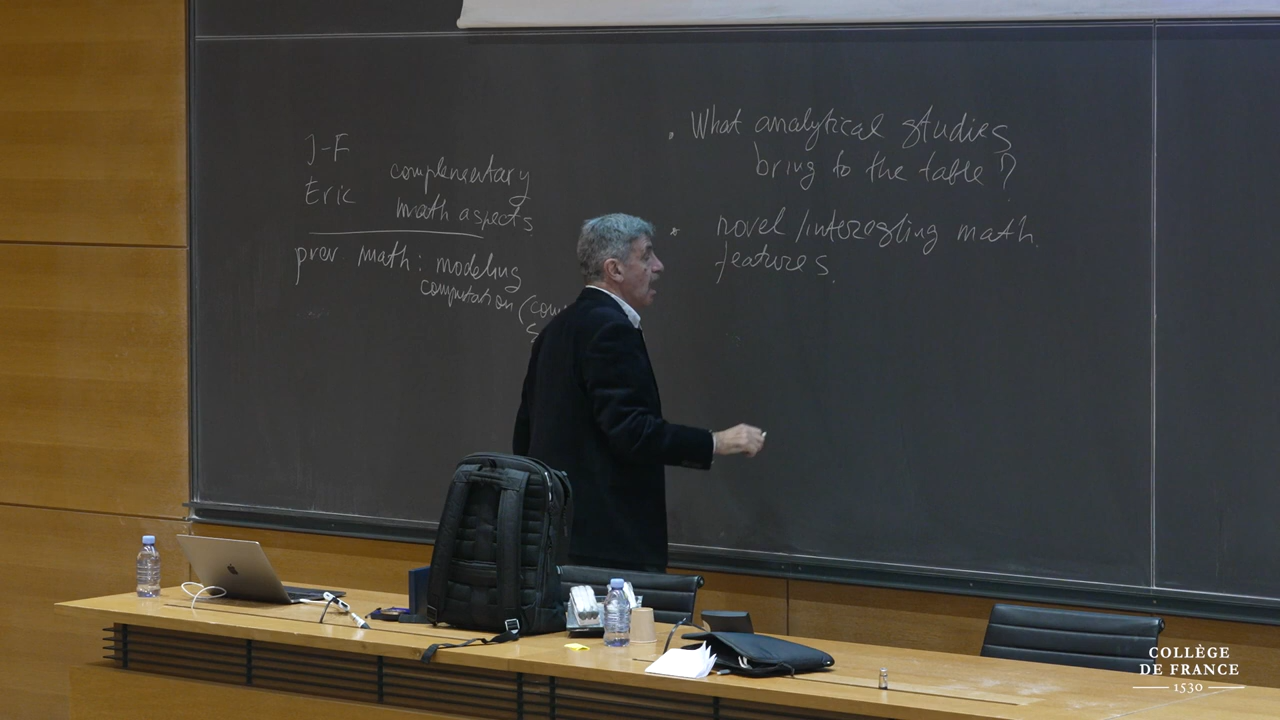 J-F
Eric
complementary
math aspects
prev math: modeling
computation (com
• What analytical studies
bring to the table?
* novel/interesting math
features
COLLÈGE
DE FRANCE
1530